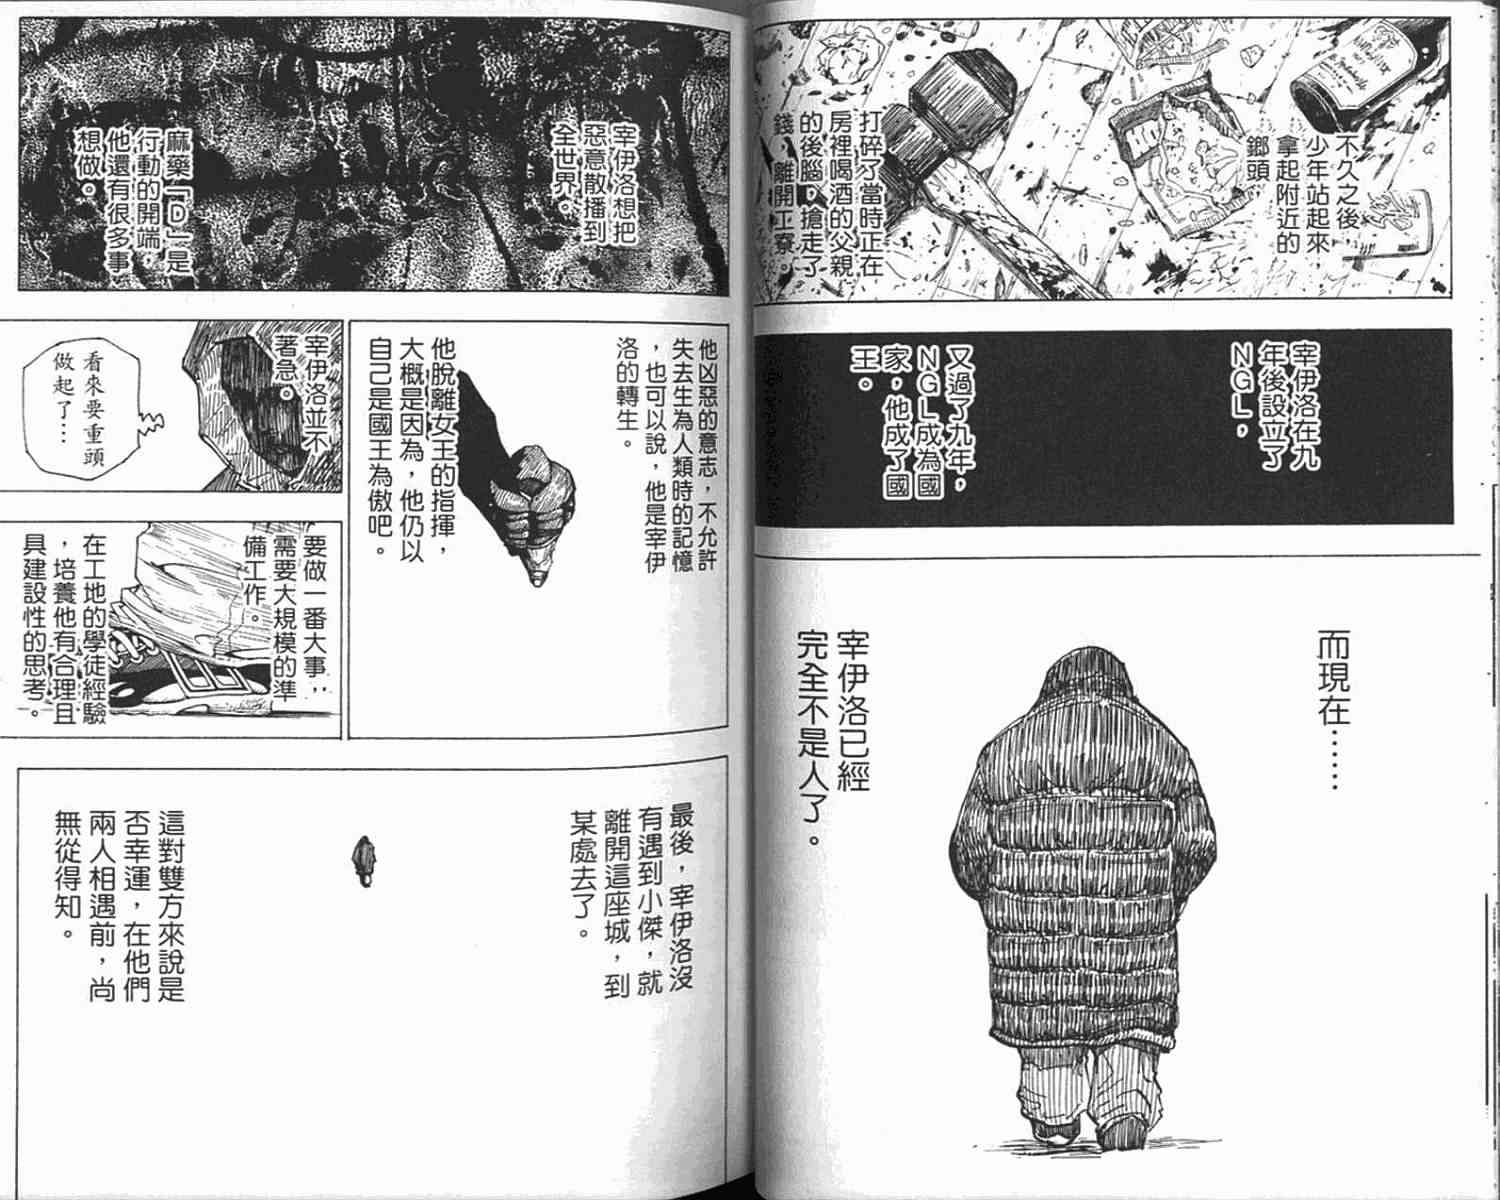 不久之後，
少年站起來
拿起附近的
鎯頭
打碎了當時正在
房裡喝酒的父親
的後腦，搶走了
錢，離開工寮。
宰伊洛在九
年後設立了
NGL，
又過了九年，
NGL成為國
家，他成了國
王。
而現在……
宰伊洛已經
完全不是人了。
宰伊洛想把
惡意散播到
全世界。
麻藥「D」是
行動的開端，
他還有很多事
想做。
他凶惡的意志，不允許
失去生為人類時的記憶
，也可以說，他是宰伊
洛的轉生。
他脫離女王的指揮，
大概是因為，他仍以
自己是國王為傲吧。
宰伊洛並不
著急。
看來要重頭
做起了……
要做一番大事，
需要大規模的準
備工作。
在工地的學徒經驗
，培養他有合理且
具建設性的思考。
最後，宰伊洛沒
有遇到小傑，就
離開這座城，到
某處去了。
這對雙方來說是
否幸運，在他們
兩人相遇前，尚
無從得知。